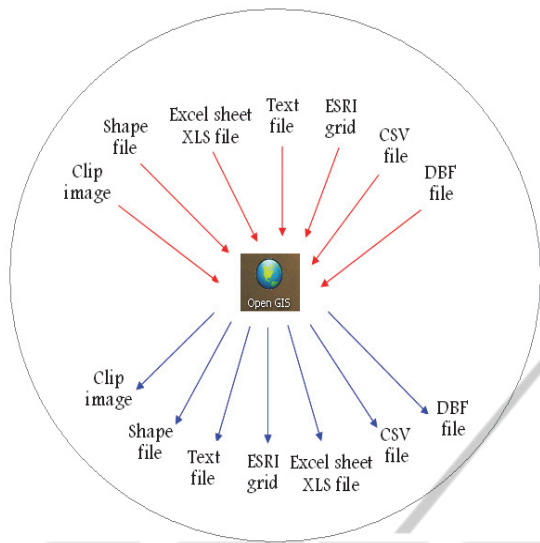 Clip
image
Shape
file
Excel sheet
XLS file
Text
file
ESRI
grid
CSV
file
DBF
file
Open GIS
Clip
image
Shape
file
Text
file
ESRI
grid
Excel sheet
XLS file
CSV
file
DBF
file